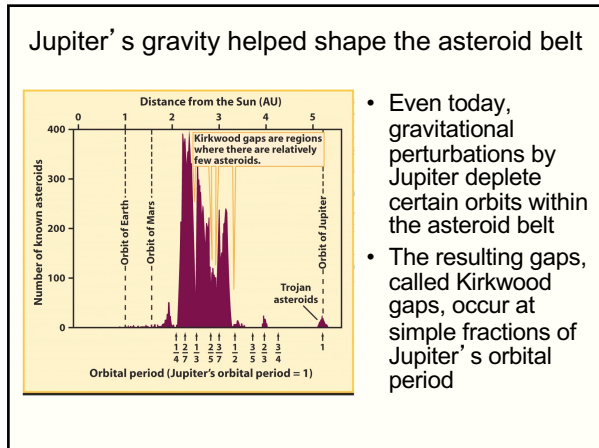 Jupiter's gravity helped shape the asteroid belt
Distance from the Sun (AU)
0 1 2 3 4 5
Kirkwood gaps are regions
where there are relatively
few asteroids.
Number of known asteroids
400
300
200
100
0
Orbit of Earth
Orbit of Mars
Orbit of Jupiter
Trojan
asteroids
1/4 2/7 1/3 2/5 3/7 1/2 3/5 2/3 3/4 1
Orbital period (Jupiter's orbital period = 1)
• Even today,
gravitational
perturbations by
Jupiter deplete
certain orbits within
the asteroid belt
• The resulting gaps,
called Kirkwood
gaps, occur at
simple fractions of
Jupiter's orbital
period